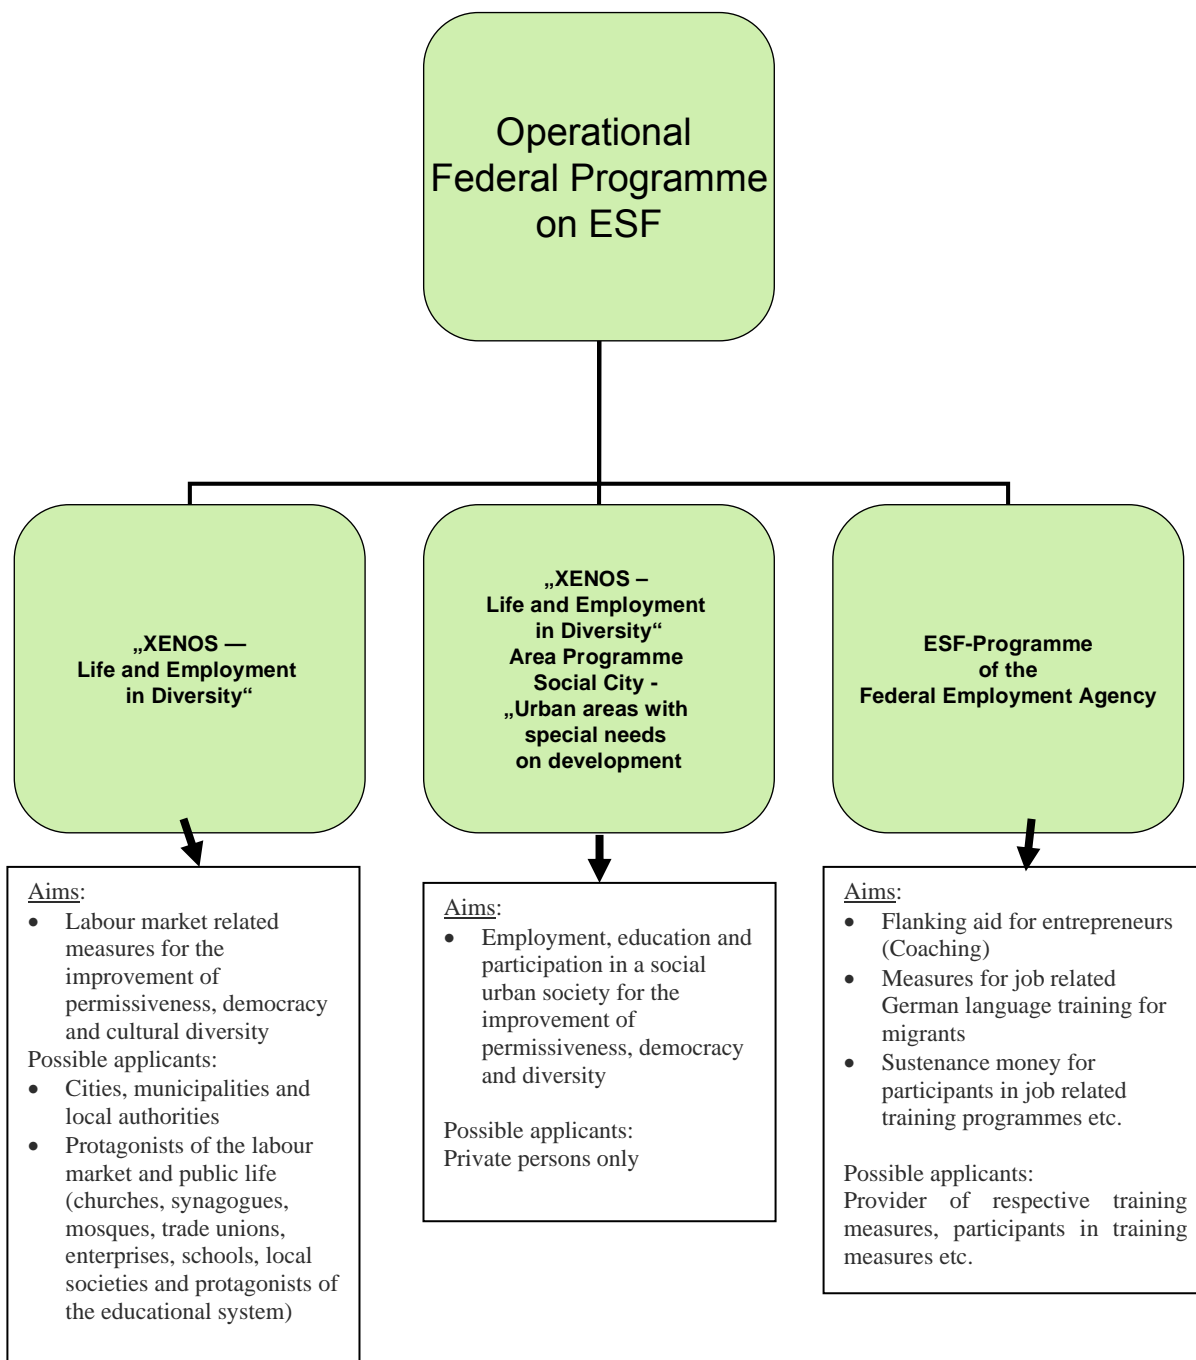 Operational
Federal Programme
on ESF
„XENOS —
Life and Employment
in Diversity“
„XENOS –
Life and Employment
in Diversity“
Area Programme
Social City -
„Urban areas with
special needs
on development
ESF-Programme
of the
Federal Employment Agency
Aims:
• Labour market related
measures for the
improvement of
permissiveness, democracy
and cultural diversity
Possible applicants:
• Cities, municipalities and
local authorities
• Protagonists of the labour
market and public life
(churches, synagogues,
mosques, trade unions,
enterprises, schools, local
societies and protagonists of
the educational system)
Aims:
• Employment, education and
participation in a social
urban society for the
improvement of
permissiveness, democracy
and diversity
Possible applicants:
Private persons only
Aims:
• Flanking aid for entrepreneurs
(Coaching)
• Measures for job related
German language training for
migrants
• Sustenance money for
participants in job related
training programmes etc.
Possible applicants:
Provider of respective training
measures, participants in training
measures etc.